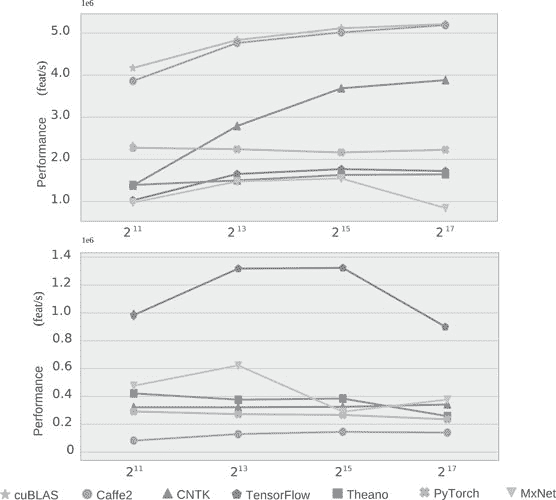 1e6
5.0
4.0
3.0
2.0
1.0
Performance (feat/s)
2^11 2^13 2^15 2^17
1e6
1.4
1.2
1.0
0.8
0.6
0.4
0.2
0
Performance (feat/s)
2^11 2^13 2^15 2^17
cuBLAS Caffe2 CNTK TensorFlow Theano PyTorch MxNet